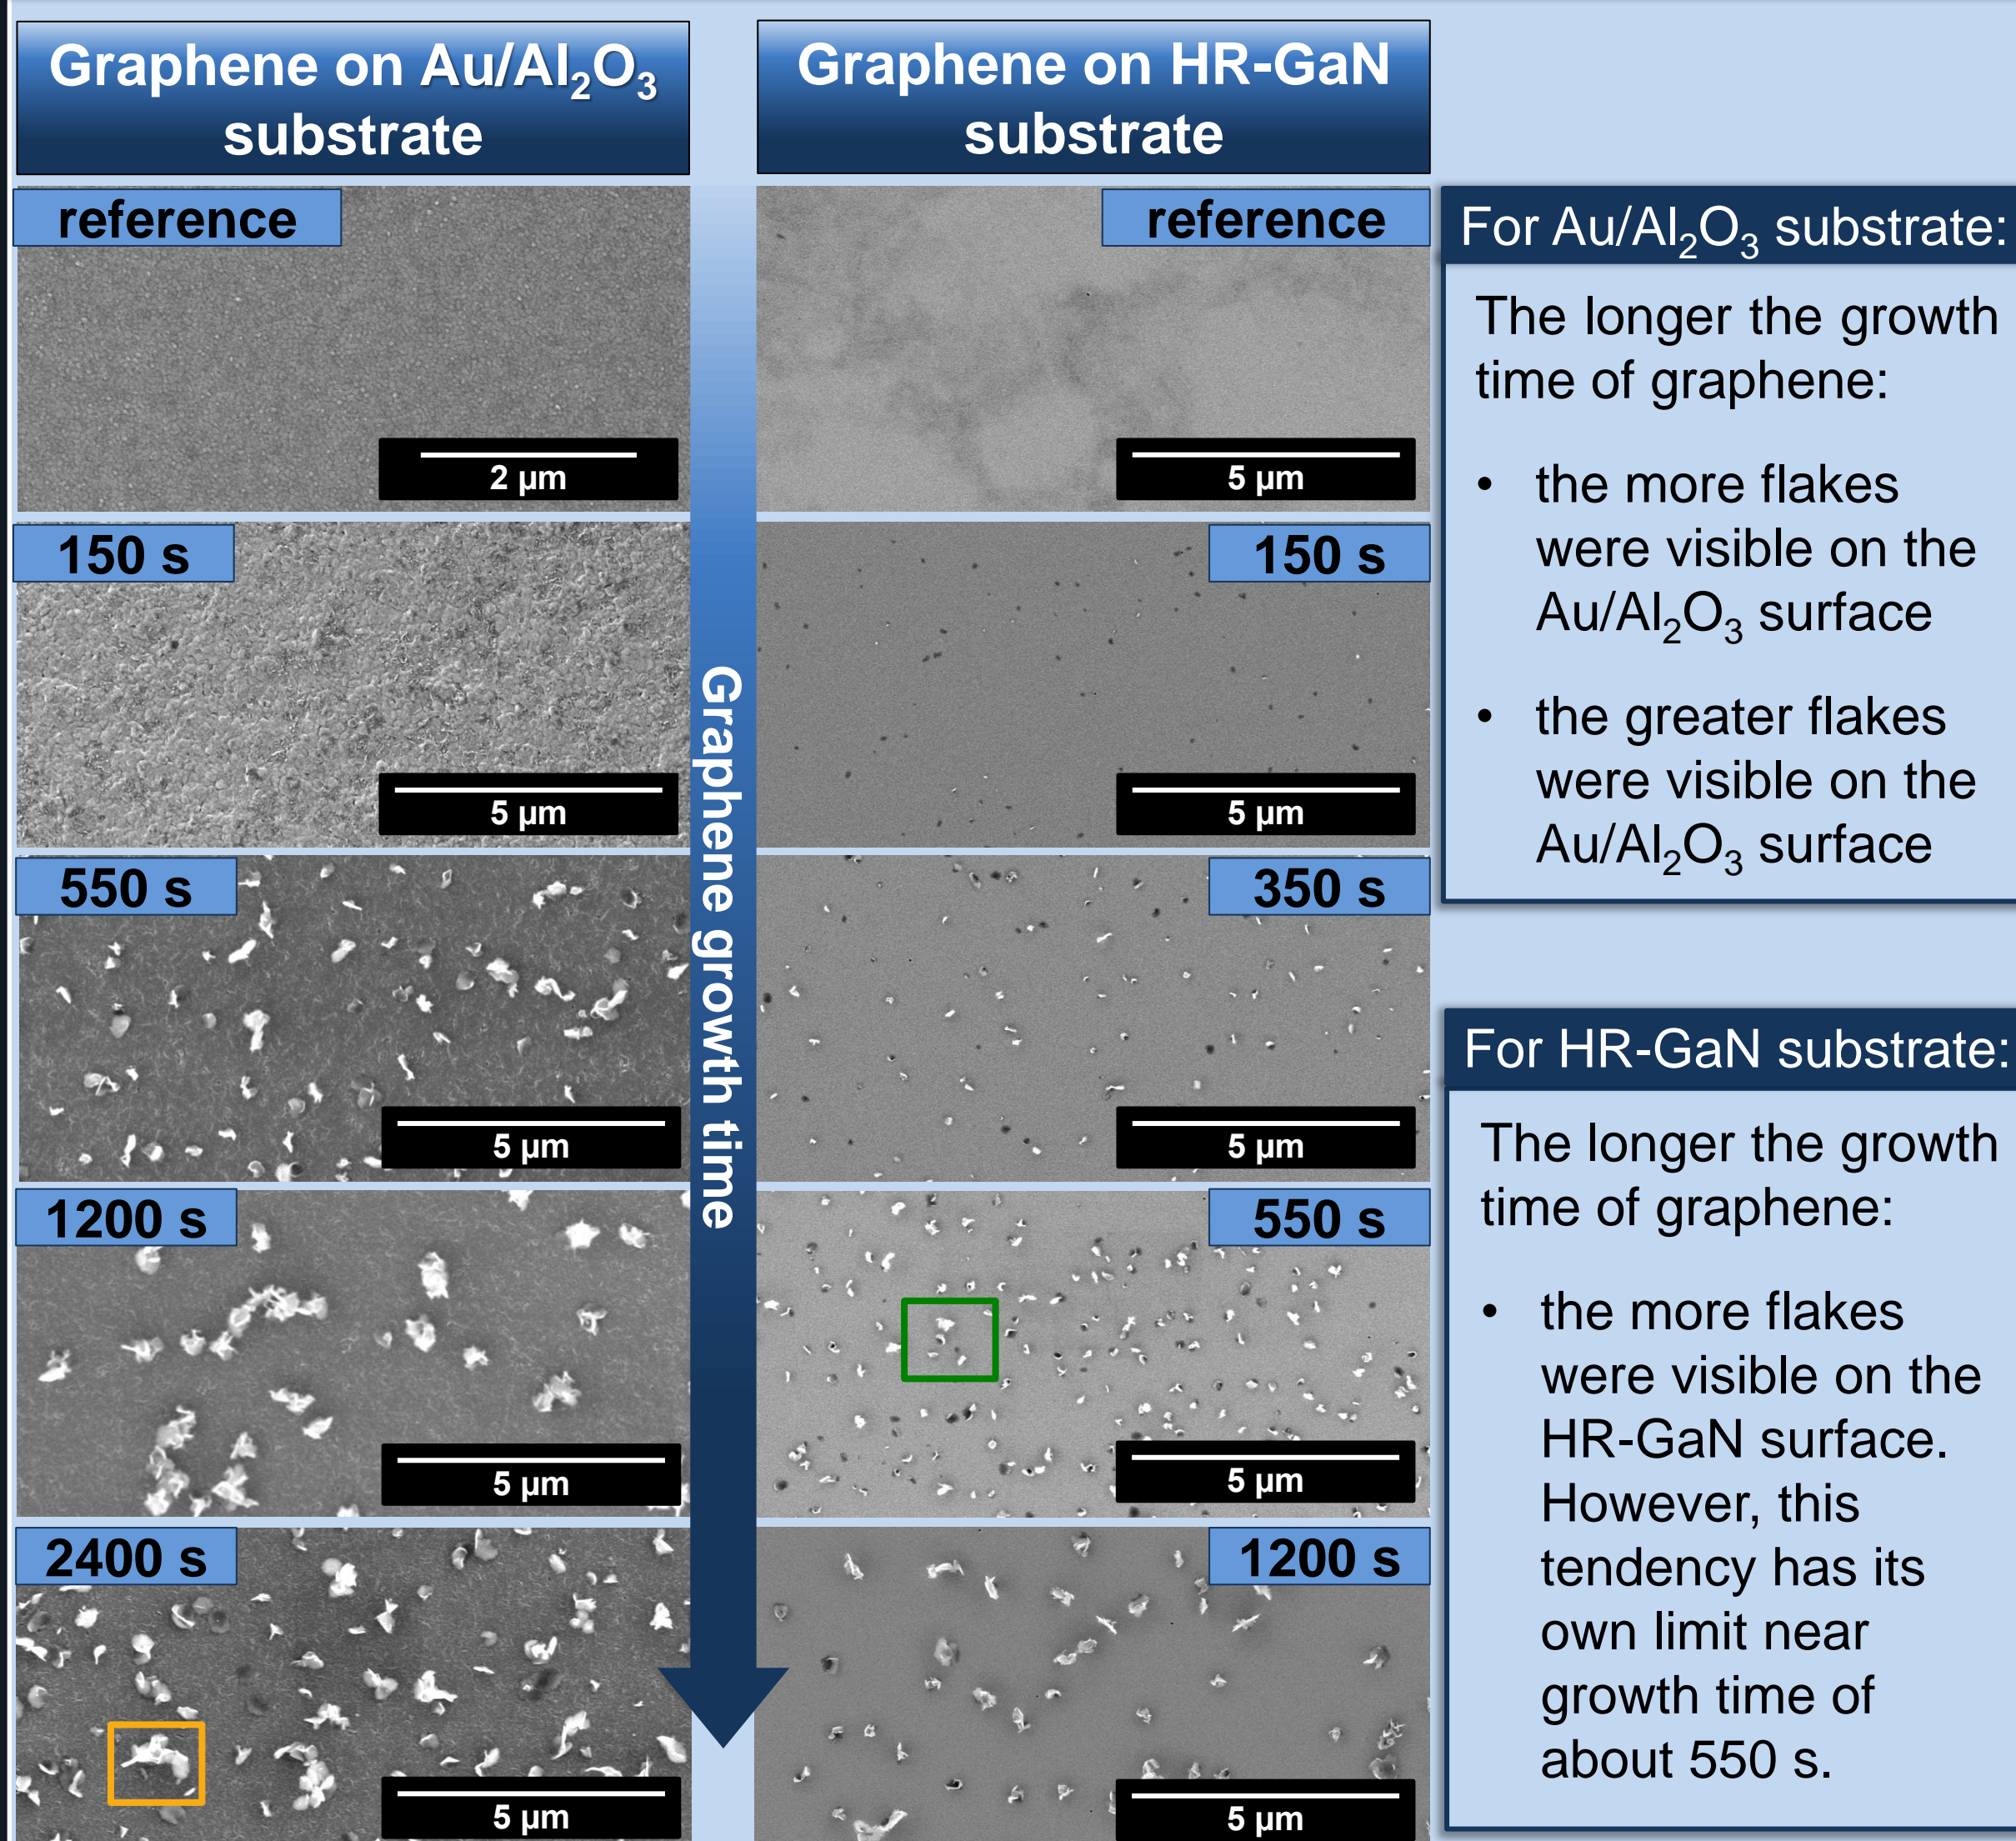 Graphene on Au/Al₂O₃
substrate
reference
2 µm
150 s
5 µm
550 s
5 µm
1200 s
5 µm
2400 s
5 µm
Graphene growth time
Graphene on HR-GaN
substrate
reference
5 µm
150 s
5 µm
350 s
5 µm
550 s
5 µm
1200 s
5 µm
For Au/Al₂O₃ substrate:
The longer the growth
time of graphene:
• the more flakes
were visible on the
Au/Al₂O₃ surface
• the greater flakes
were visible on the
Au/Al₂O₃ surface
For HR-GaN substrate:
The longer the growth
time of graphene:
• the more flakes
were visible on the
HR-GaN surface.
However, this
tendency has its
own limit near
growth time of
about 550 s.